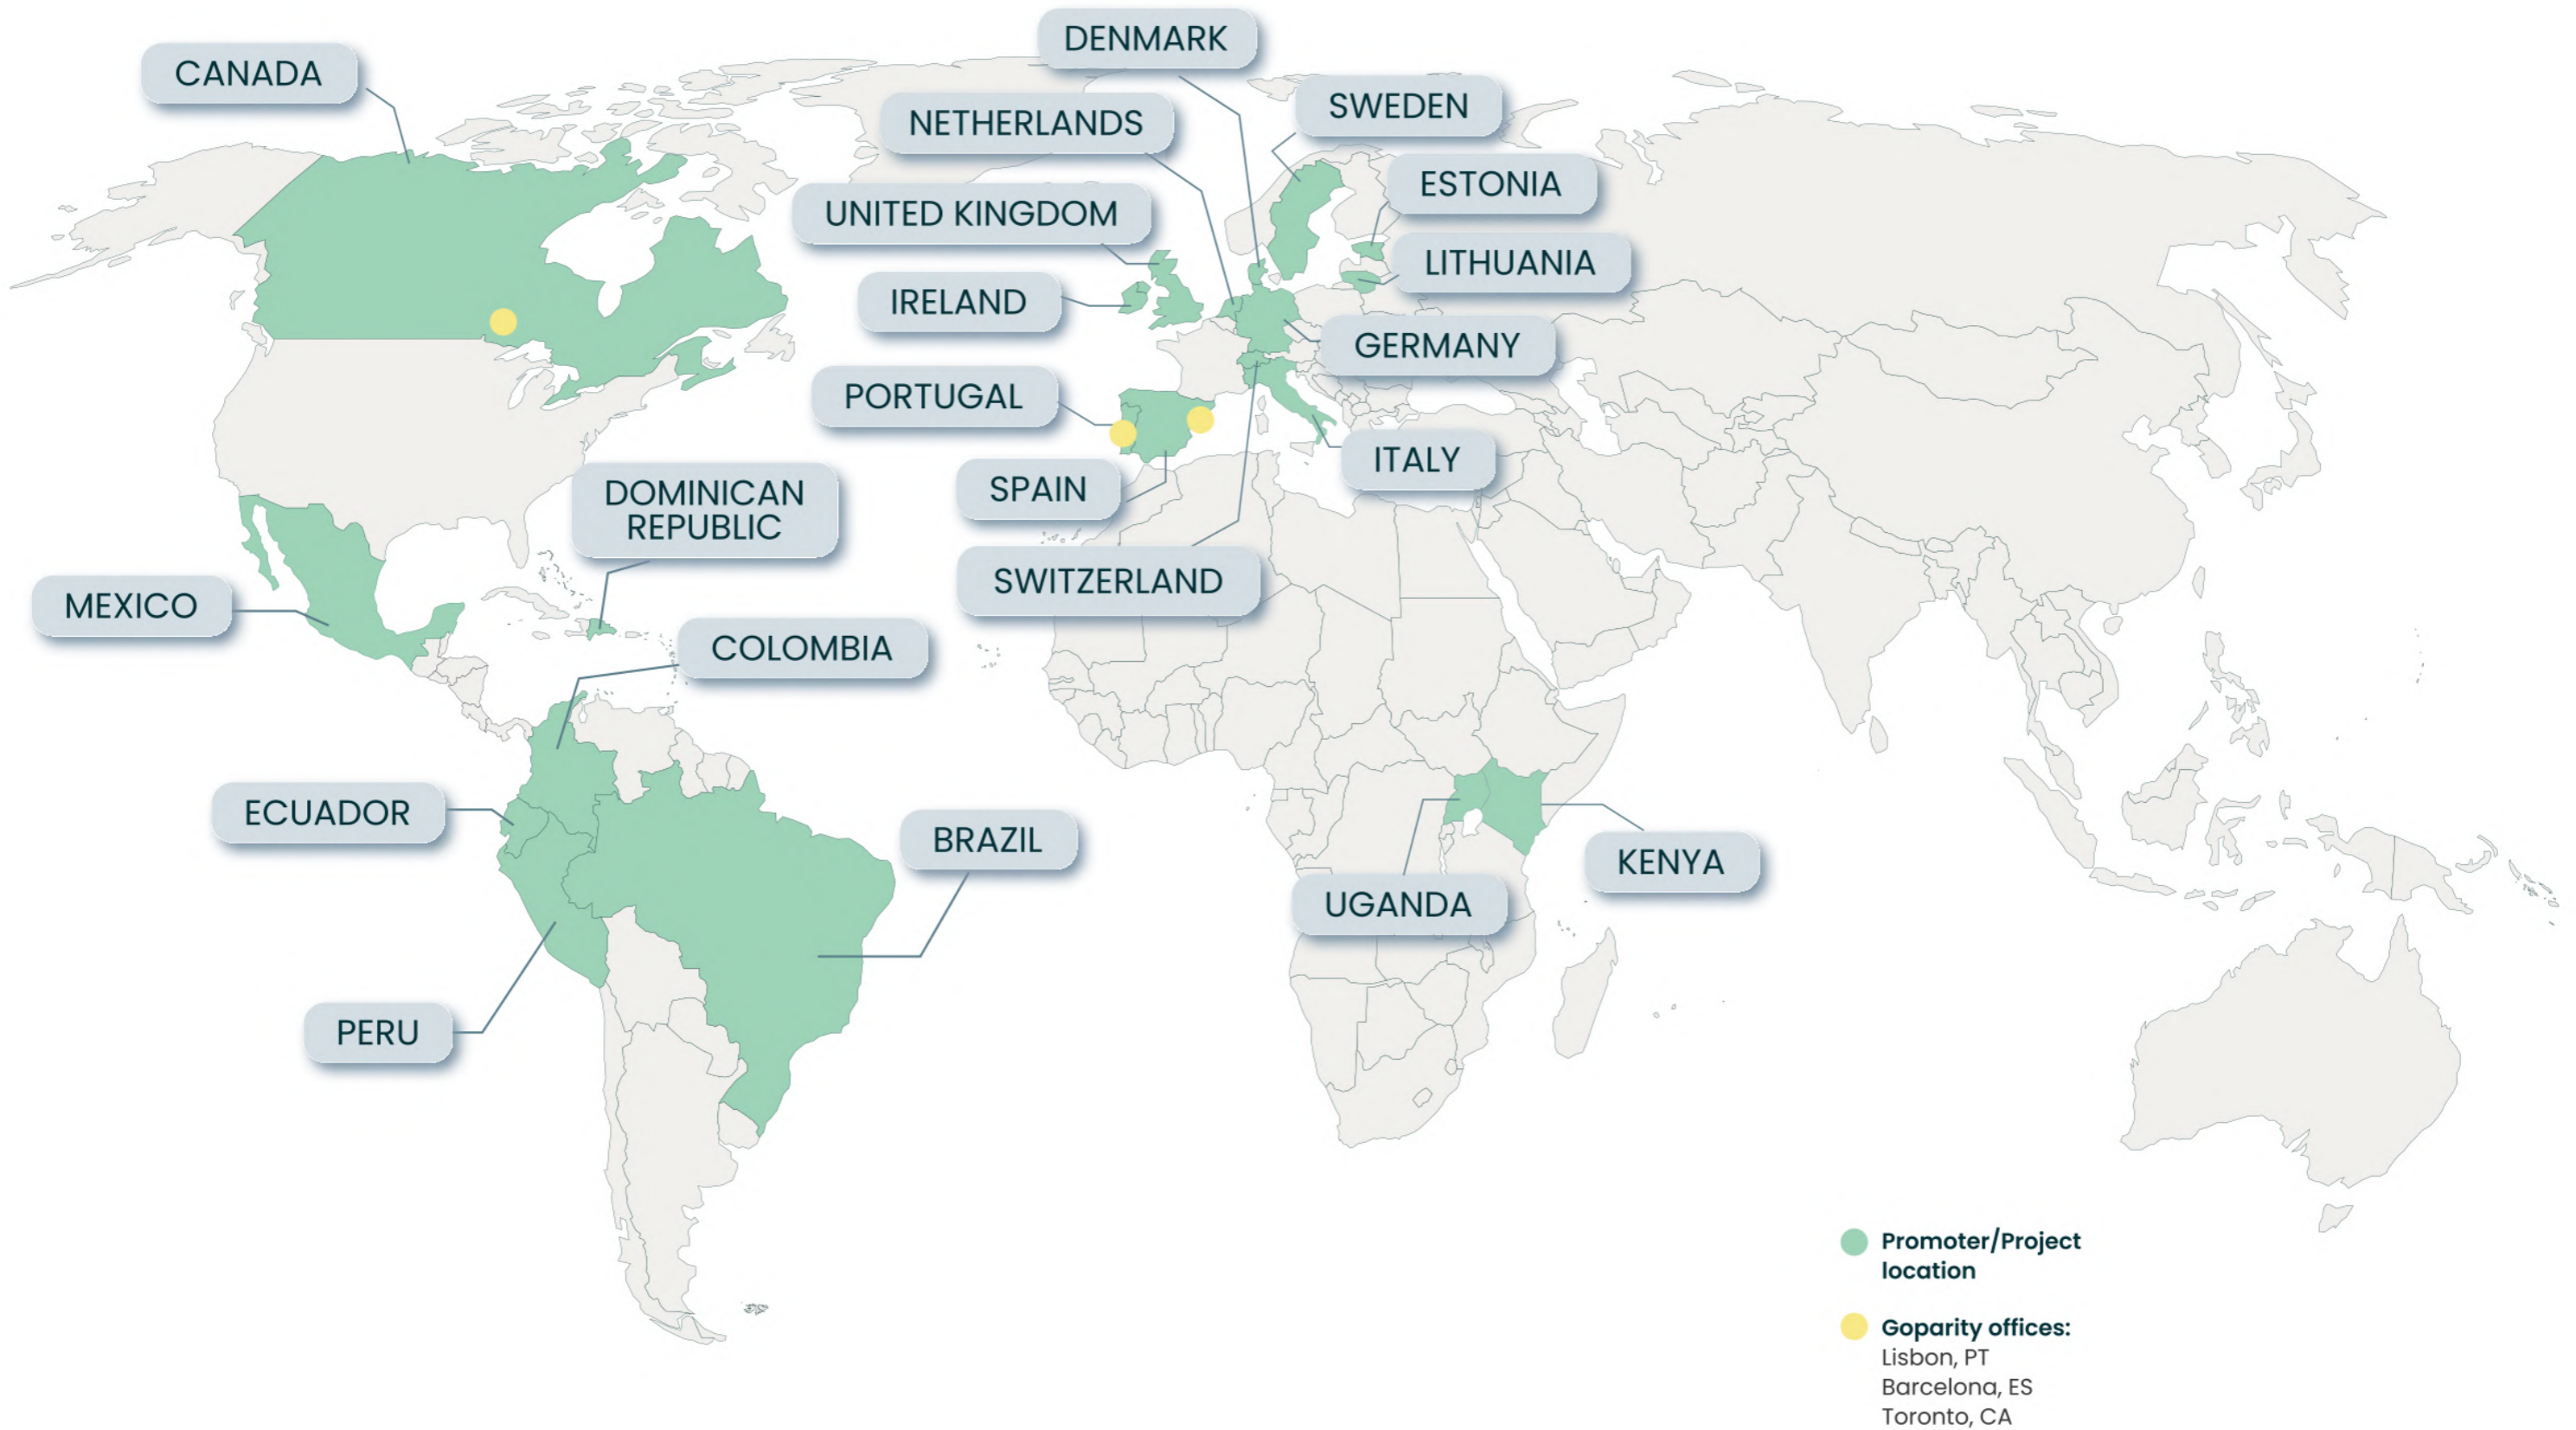 DENMARK
CANADA
SWEDEN
NETHERLANDS
ESTONIA
UNITED KINGDOM
LITHUANIA
IRELAND
GERMANY
PORTUGAL
ITALY
SPAIN
DOMINICAN
REPUBLIC
SWITZERLAND
MEXICO
COLOMBIA
ECUADOR
BRAZIL
KENYA
UGANDA
PERU
Promoter/Project
location
Goparity offices:
Lisbon, PT
Barcelona, ES
Toronto, CA